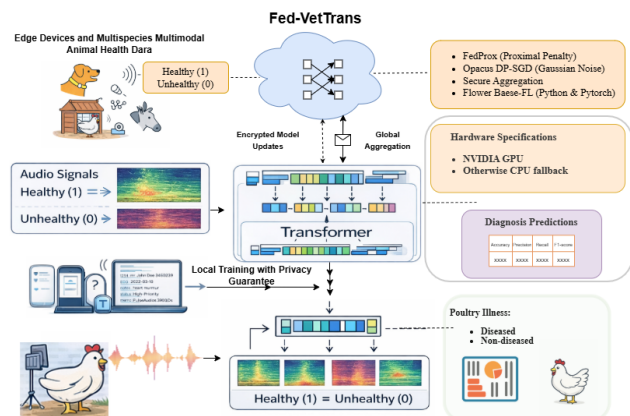 Fed-VetTrans
Edge Devices and Multispecies Multimodal
Animal Health Dara
Healthy (1)
Unhealthy (0)
FedProx (Proximal Penalty)
Opacus DP-SGD (Gaussian Noise)
Secure Aggregation
Flower Baese-FL (Python & Pytorch)
Encrypted Model
Updates
Global
Aggregation
Hardware Specifications
NVIDIA GPU
Otherwise CPU fallback
Audio Signals
Healthy (1)
Unhealthy (0)
Transformer
Diagnosis Predictions
Accuracy Precision Recall F1-score
XXXX XXXX XXXX XXXX
Local Training with Privacy
Guarantee
?
T
Poultry Illness:
Diseased
Non-diseased
Healthy (1) = Unhealthy (0)